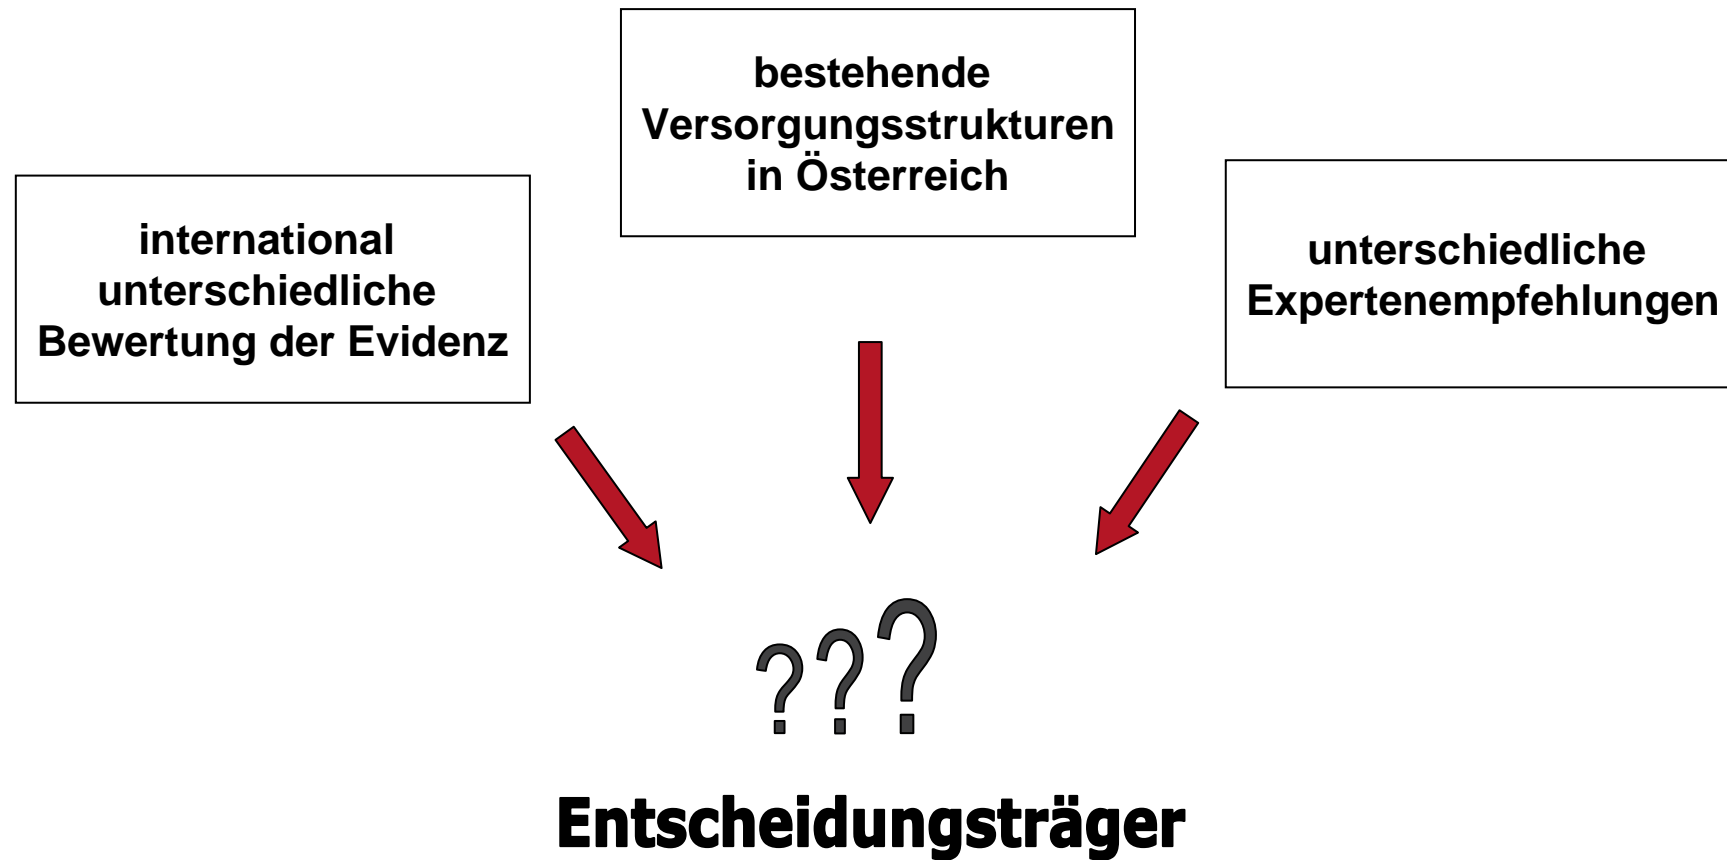 bestehende
Versorgungsstrukturen
in Österreich
international
unterschiedliche
Bewertung der Evidenz
unterschiedliche
Expertenempfehlungen
???
Entscheidungsträger